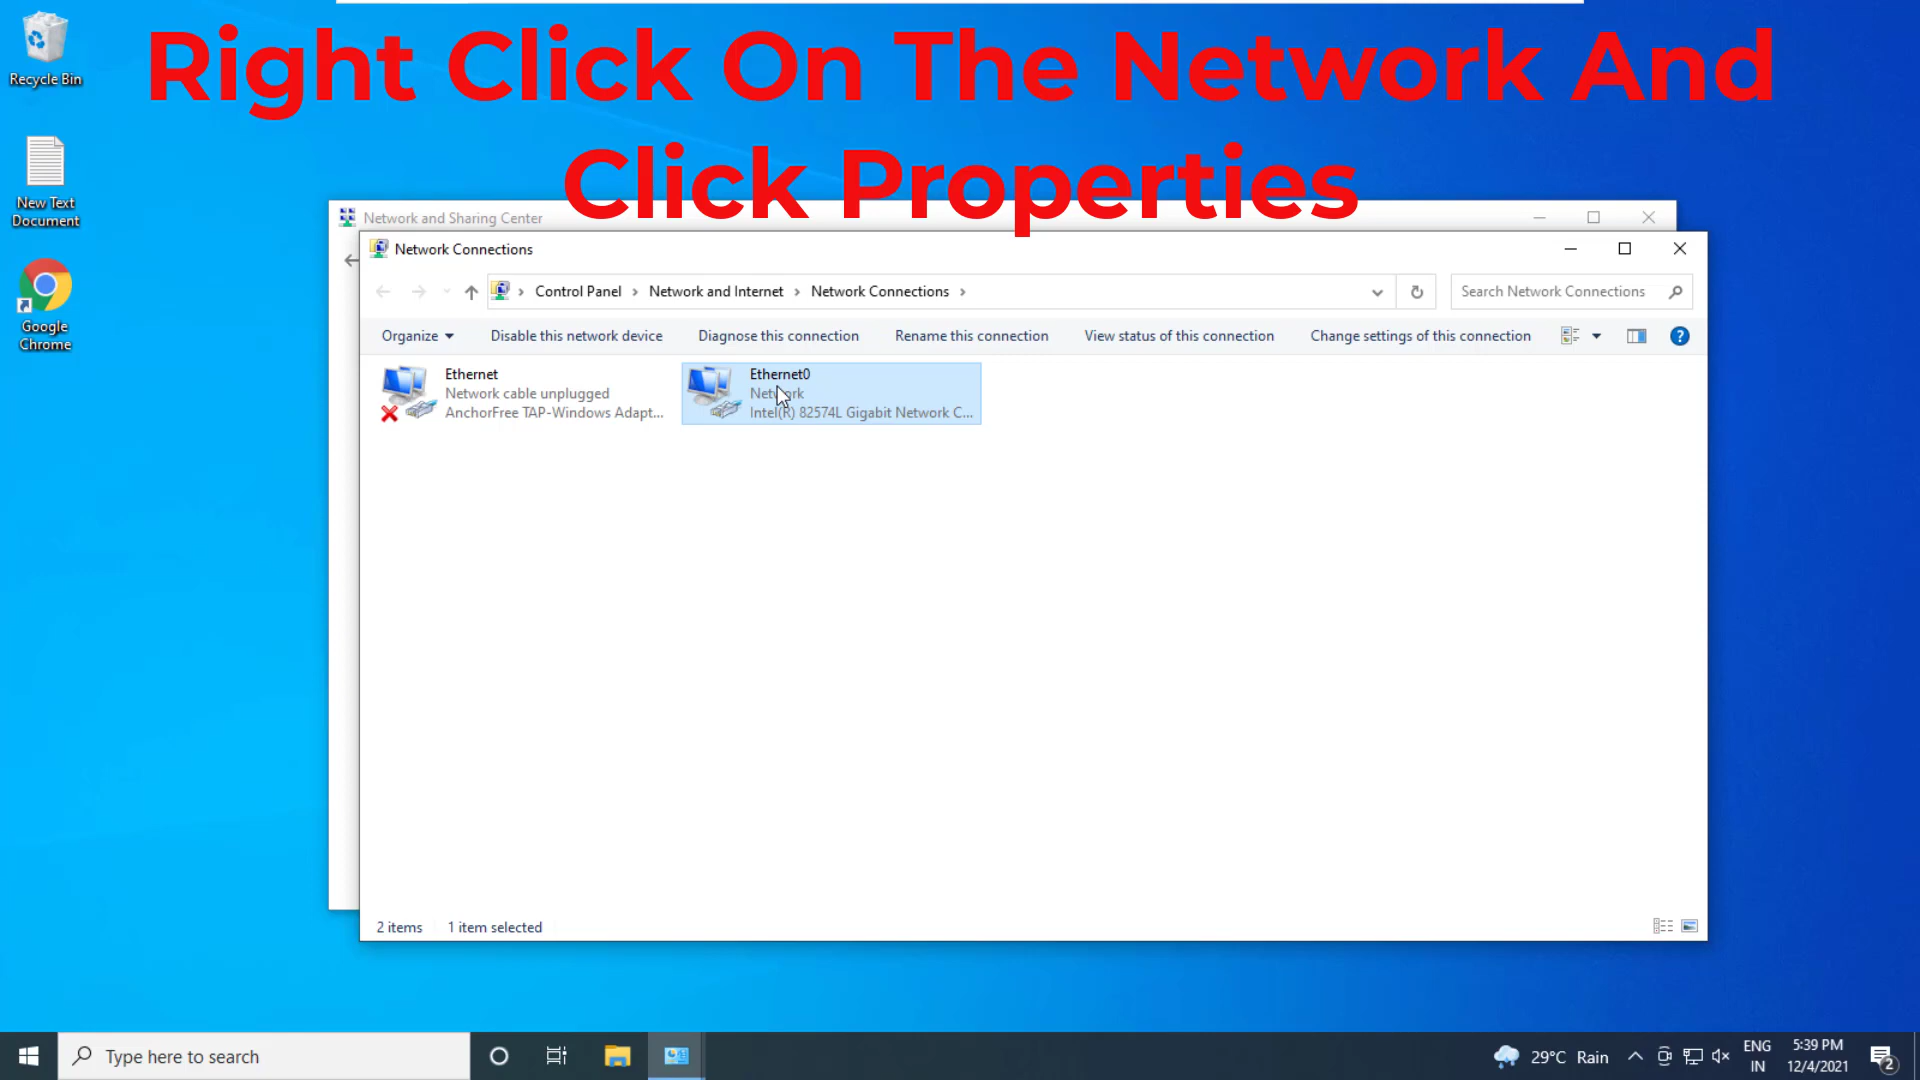 Right Click On The Network And
Click Properties
Recycle Bin
New Text
Document
Google
Chrome
Network and Sharing Center
Network Connections
Control Panel
Network and Internet
Network Connections
Search Network Connections
Organize
Disable this network device
Diagnose this connection
Rename this connection
View status of this connection
Change settings of this connection
Ethernet
Network cable unplugged
AnchorFree TAP-Windows Adapt...
Ethernet0
Network
Intel(R) 82574L Gigabit Network C...
2 items
1 item selected
Type here to search
29°C Rain
ENG
IN
5:39 PM
12/4/2021
2